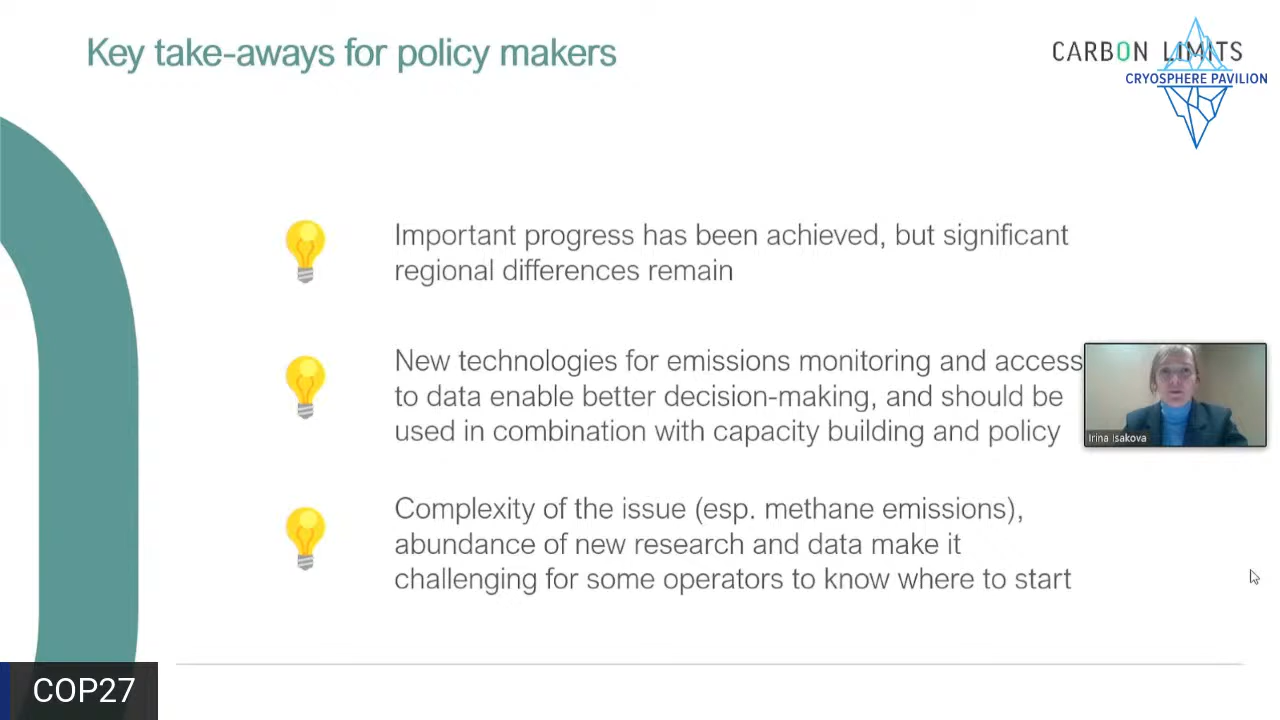 Key take-aways for policy makers
CARBON LIMITS
CRYOSPHERE PAVILION
Important progress has been achieved, but significant
regional differences remain
New technologies for emissions monitoring and access
to data enable better decision-making, and should be
used in combination with capacity building and policy
Irina Isakova
Complexity of the issue (esp. methane emissions),
abundance of new research and data make it
challenging for some operators to know where to start
COP27